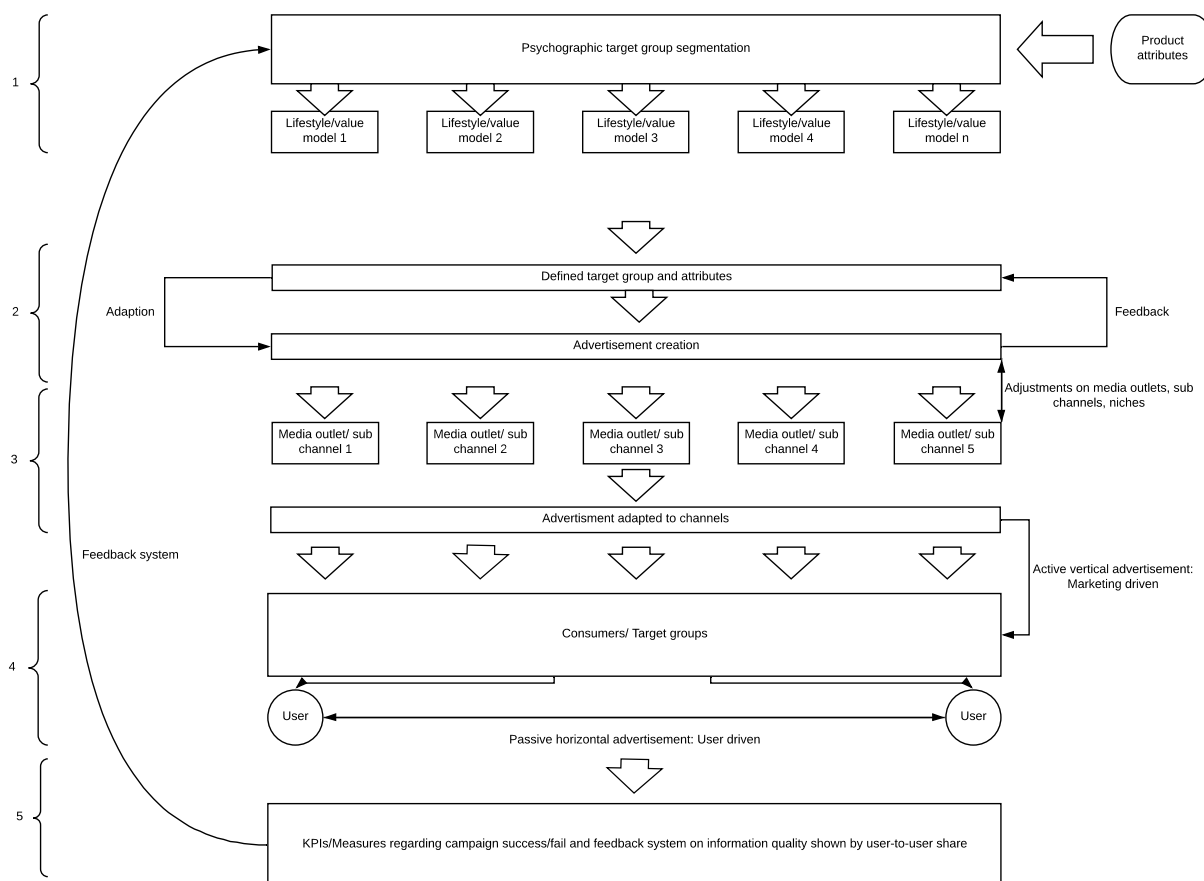 1
Psychographic target group segmentation
Product
attributes
Lifestyle/value
model 1
Lifestyle/value
model 2
Lifestyle/value
model 3
Lifestyle/value
model 4
Lifestyle/value
model n
2
Defined target group and attributes
Adaption
Feedback
Advertisement creation
Adjustments on media outlets, sub
channels, niches
3
Media outlet/ sub
channel 1
Media outlet/ sub
channel 2
Media outlet/ sub
channel 3
Media outlet/ sub
channel 4
Media outlet/ sub
channel 5
Advertisment adapted to channels
Feedback system
Active vertical advertisement:
Marketing driven
4
Consumers/ Target groups
User
User
Passive horizontal advertisement: User driven
5
KPIs/Measures regarding campaign success/fail and feedback system on information quality shown by user-to-user share